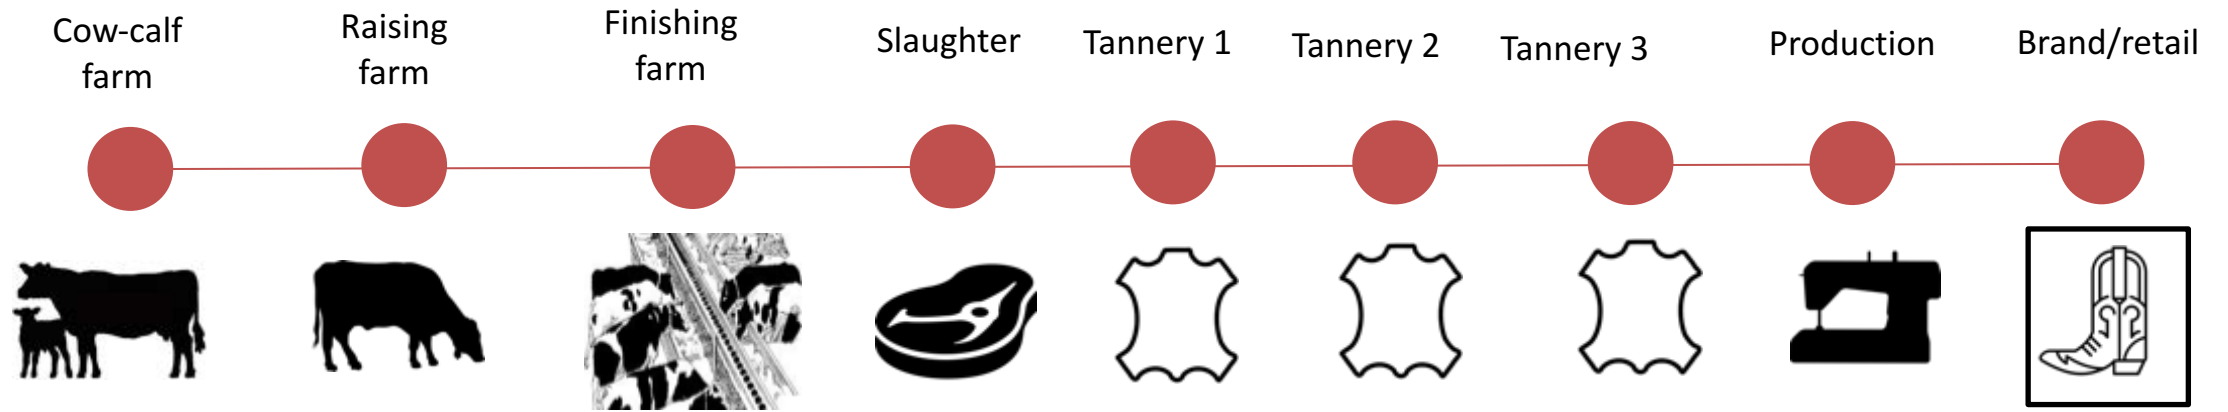 Cow-calf
farm
Raising
farm
Finishing
farm
Slaughter
Tannery 1
Tannery 2
Tannery 3
Production
Brand/retail